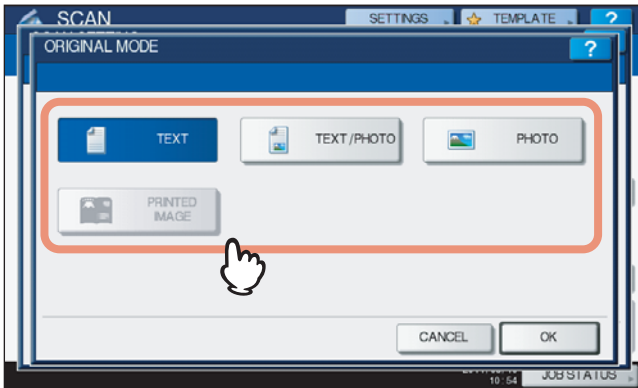 SCAN
SETTINGS
TEMPLATE
?
ORIGINAL MODE
?
TEXT
TEXT/PHOTO
PHOTO
PRINTED
IMAGE
CANCEL
OK
10:54
JOB STATUS